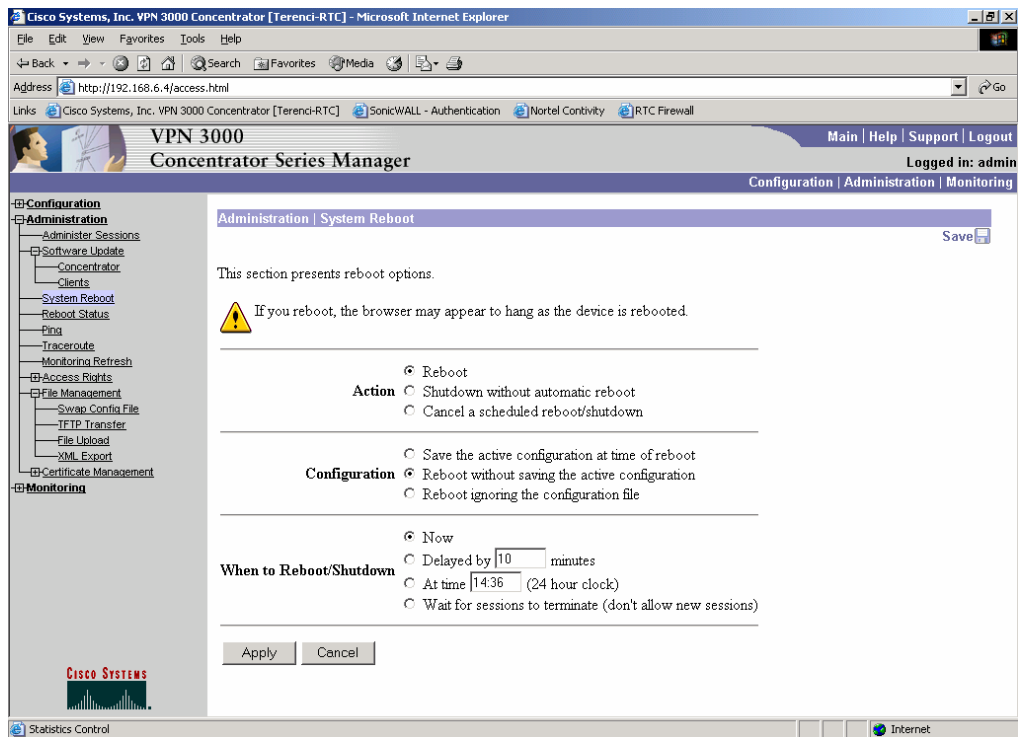 Cisco Systems, Inc. VPN 3000 Concentrator [Terenci-RTC] - Microsoft Internet Explorer
File Edit View Favorites Tools Help
Back Search Favorites Media
Address http://192.168.6.4/access.html Go
Links Cisco Systems, Inc. VPN 3000 Concentrator [Terenci-RTC] SonicWALL - Authentication Nortel Contivity RTC Firewall
VPN 3000
Concentrator Series Manager
Main | Help | Support | Logout
Logged in: admin
Configuration | Administration | Monitoring
Configuration
Administration
Administer Sessions
Software Update
Concentrator
Clients
System Reboot
Reboot Status
Ping
Traceroute
Monitoring Refresh
Access Rights
File Management
Swap Config File
TFTP Transfer
File Upload
XML Export
Certificate Management
Monitoring
Cisco Systems
Administration | System Reboot
Save
This section presents reboot options.
If you reboot, the browser may appear to hang as the device is rebooted.
Action
Reboot
Shutdown without automatic reboot
Cancel a scheduled reboot/shutdown
Configuration
Save the active configuration at time of reboot
Reboot without saving the active configuration
Reboot ignoring the configuration file
When to Reboot/Shutdown
Now
Delayed by 10 minutes
At time 14:36 (24 hour clock)
Wait for sessions to terminate (don't allow new sessions)
Apply Cancel
Statistics Control Internet